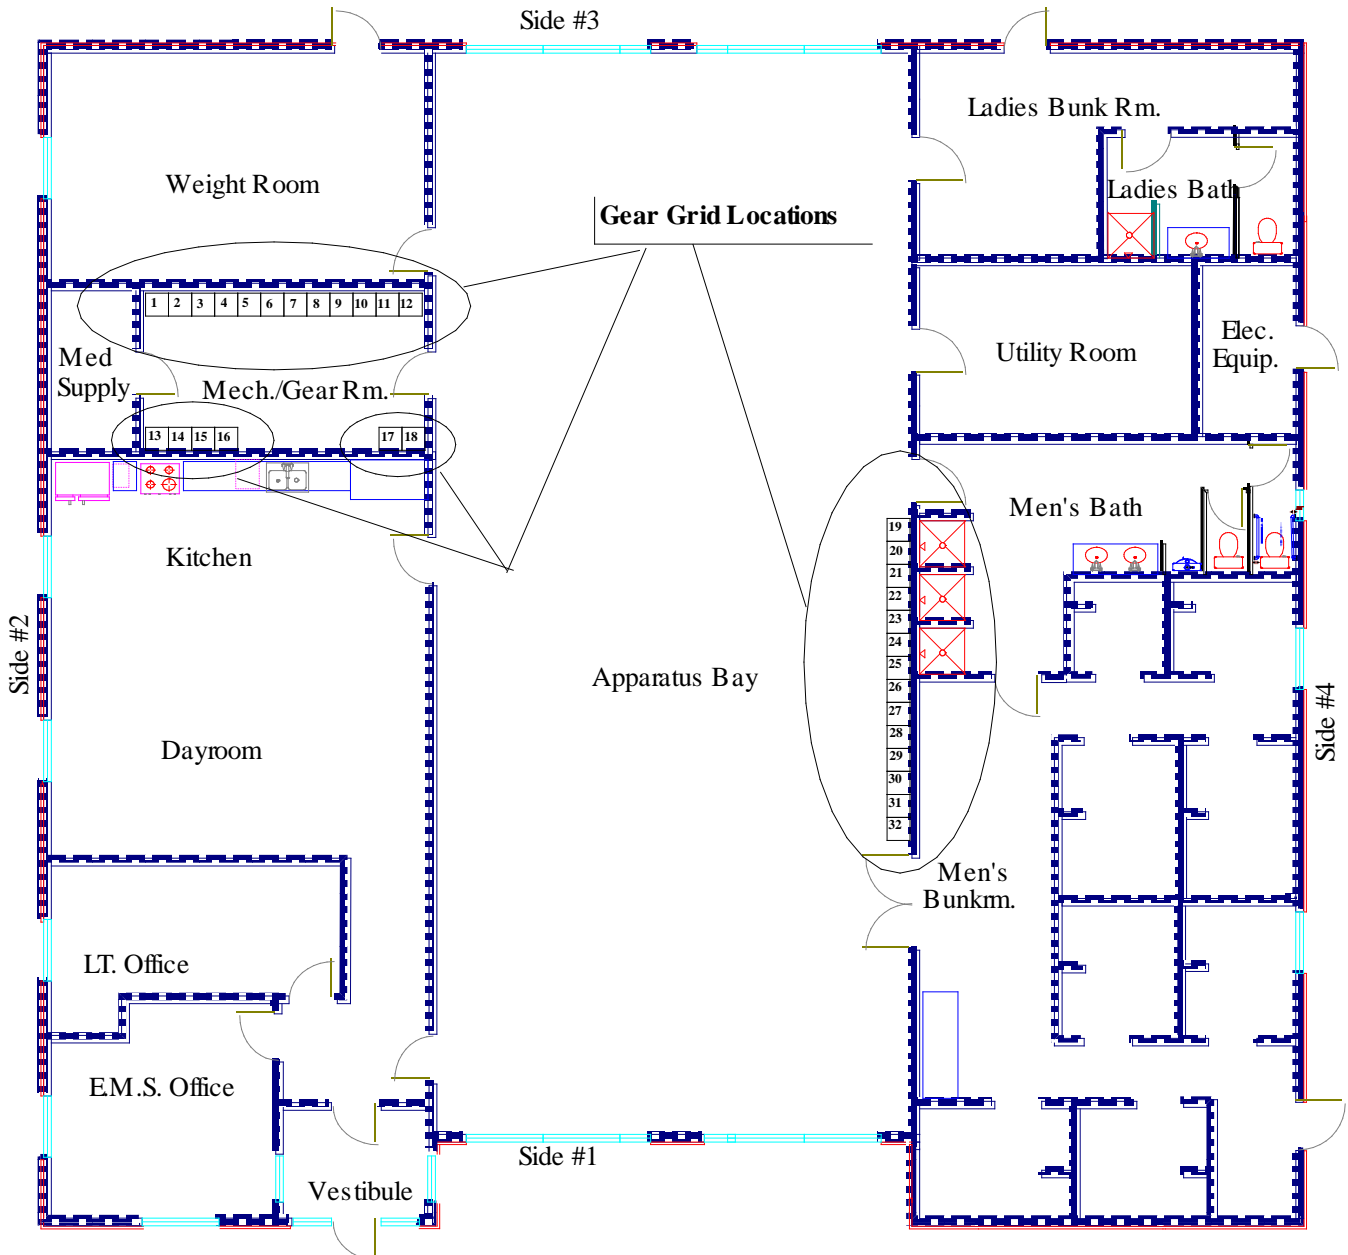 Side #3
Ladies Bunk Rm.
Weight Room
Ladies Bath
Gear Grid Locations
1 2 3 4 5 6 7 8 9 10 11 12
Med
Supply
Mech./Gear Rm.
Utility Room
Elec.
Equip.
13 14 15 16
17 18
Kitchen
Men's Bath
19
20
21
22
23
24
25
26
27
28
29
30
31
32
Side #2
Apparatus Bay
Side #4
Dayroom
Men's
Bunkrm.
LT. Office
E.M.S. Office
Side #1
Vestibule